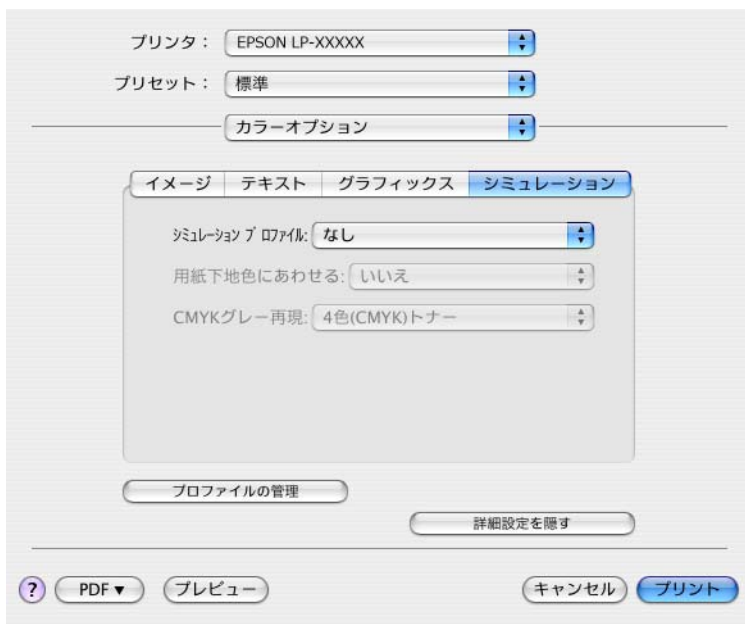 プリンタ： EPSON LP-XXXXX
プリセット： 標準
カラーオプション
イメージ テキスト グラフィックス シミュレーション
ｼﾐｭﾚｰｼｮﾝ ﾌﾟﾛﾌｧｲﾙ: なし
用紙下地色にあわせる: いいえ
CMYKグレー再現: 4色(CMYK)トナー
プロファイルの管理
詳細設定を隠す
? PDF▼ プレビュー キャンセル プリント